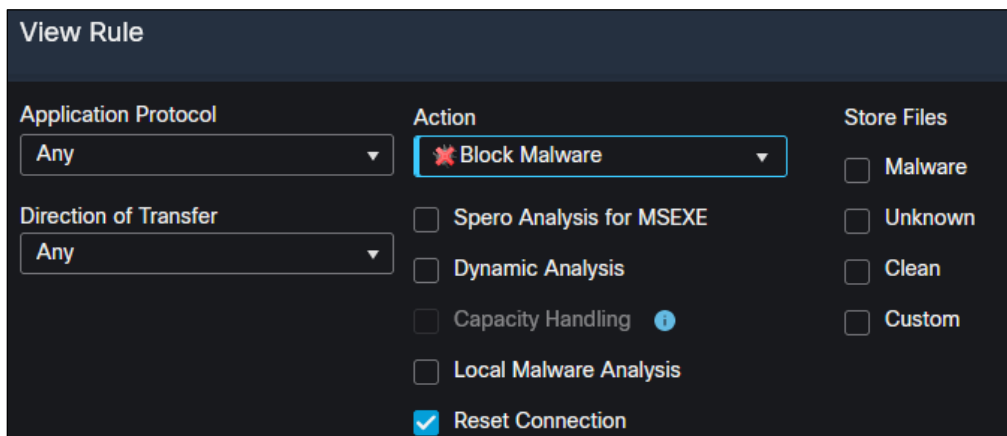 View Rule
Application Protocol
Any
Direction of Transfer
Any
Action
Block Malware
Spero Analysis for MSEXE
Dynamic Analysis
Capacity Handling
Local Malware Analysis
Reset Connection
Store Files
Malware
Unknown
Clean
Custom